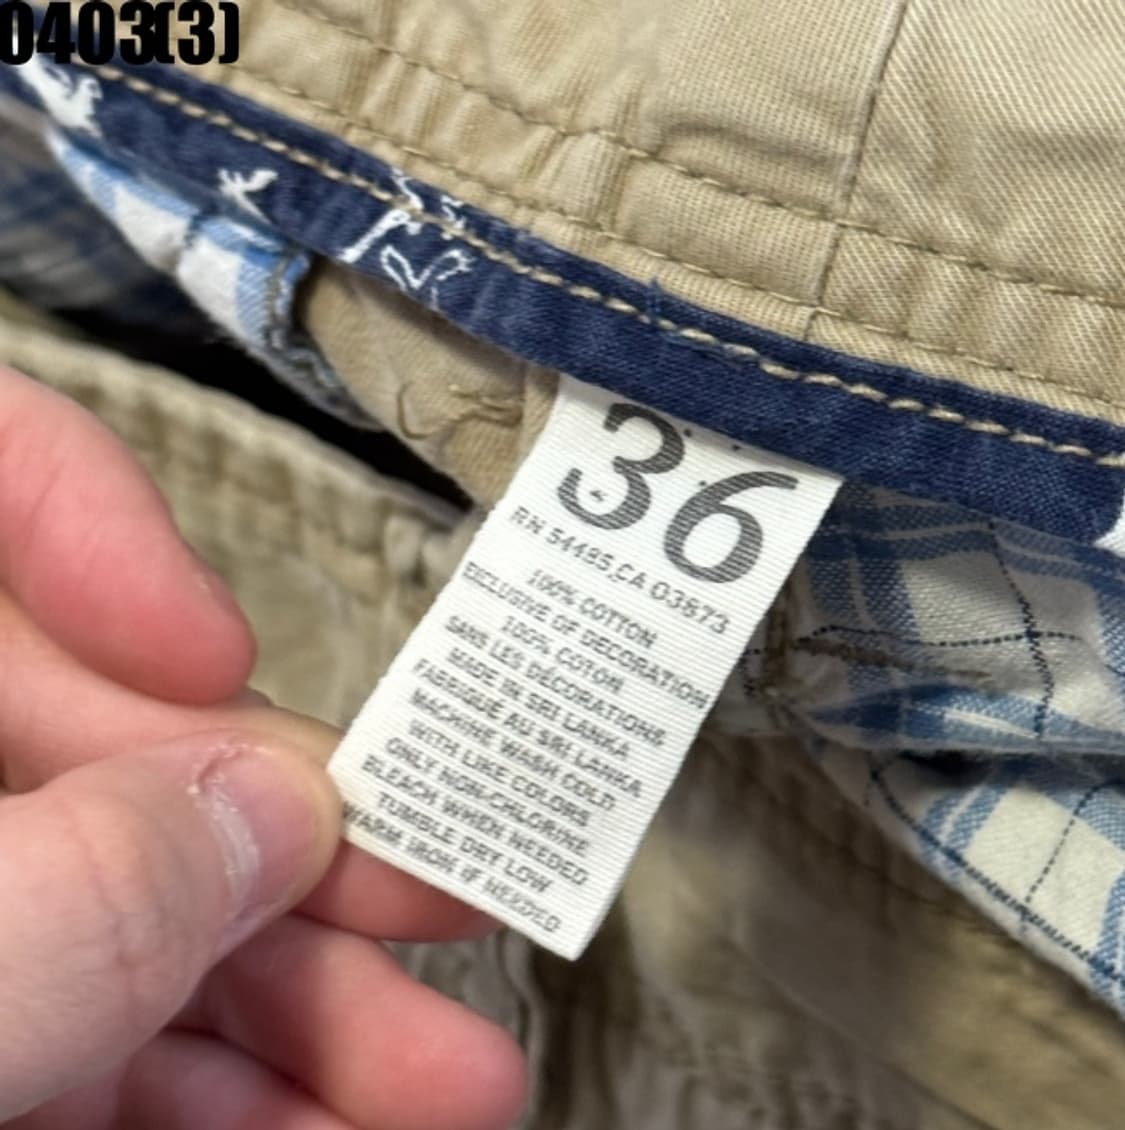 0403(3)
36
RN 54485 CA 03873
100% COTTON
EXCLUSIVE OF DECORATION
100% COTON
SANS LES DÉCORATIONS
MADE IN SRI LANKA
FABRIQUÉ AU SRI LANKA
MACHINE WASH COLD
WITH LIKE COLORS
ONLY NON-CHLORINE
BLEACH WHEN NEEDED
TUMBLE DRY LOW
WARM IRON IF NEEDED